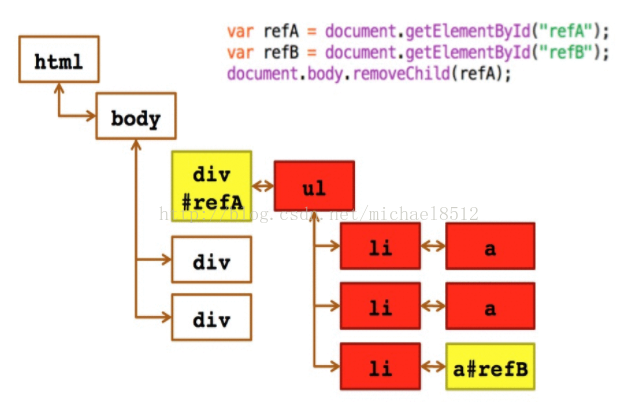 var refA = document.getElementById("refA");
var refB = document.getElementById("refB");
document.body.removeChild(refA);
html
body
div
#refA
ul
http://blog.csdn.net/michael8512
li
a
div
li
a
div
li
a#refB